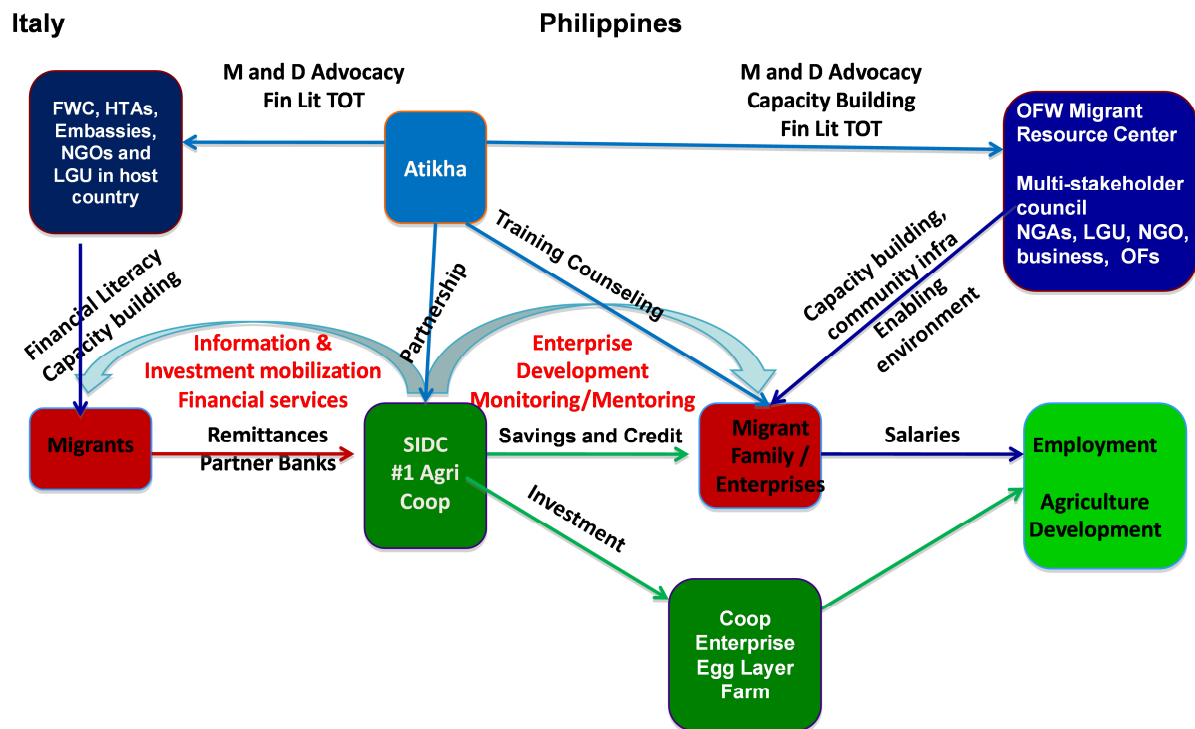 Italy
Philippines
M and D Advocacy
Fin Lit TOT
M and D Advocacy
Capacity Building
Fin Lit TOT
FWC, HTAs,
Embassies,
NGOs and
LGU in host
country
Atikha
OFW Migrant
Resource Center
Multi-stakeholder
council
NGAs, LGU, NGO,
business, OFs
Financial Literacy
Capacity building
Partnership
Training Counseling
Capacity building,
community infra
Enabling
environment
Information &
Investment mobilization
Financial services
Enterprise
Development
Monitoring/Mentoring
Migrants
Remittances
Partner Banks
SIDC
#1 Agri
Coop
Savings and Credit
Migrant
Family /
Enterprises
Salaries
Employment
Agriculture
Development
Investment
Coop
Enterprise
Egg Layer
Farm